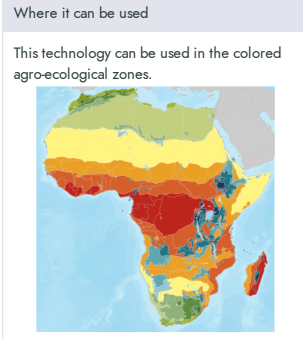 Where it can be used
This technology can be used in the colored
agro-ecological zones.